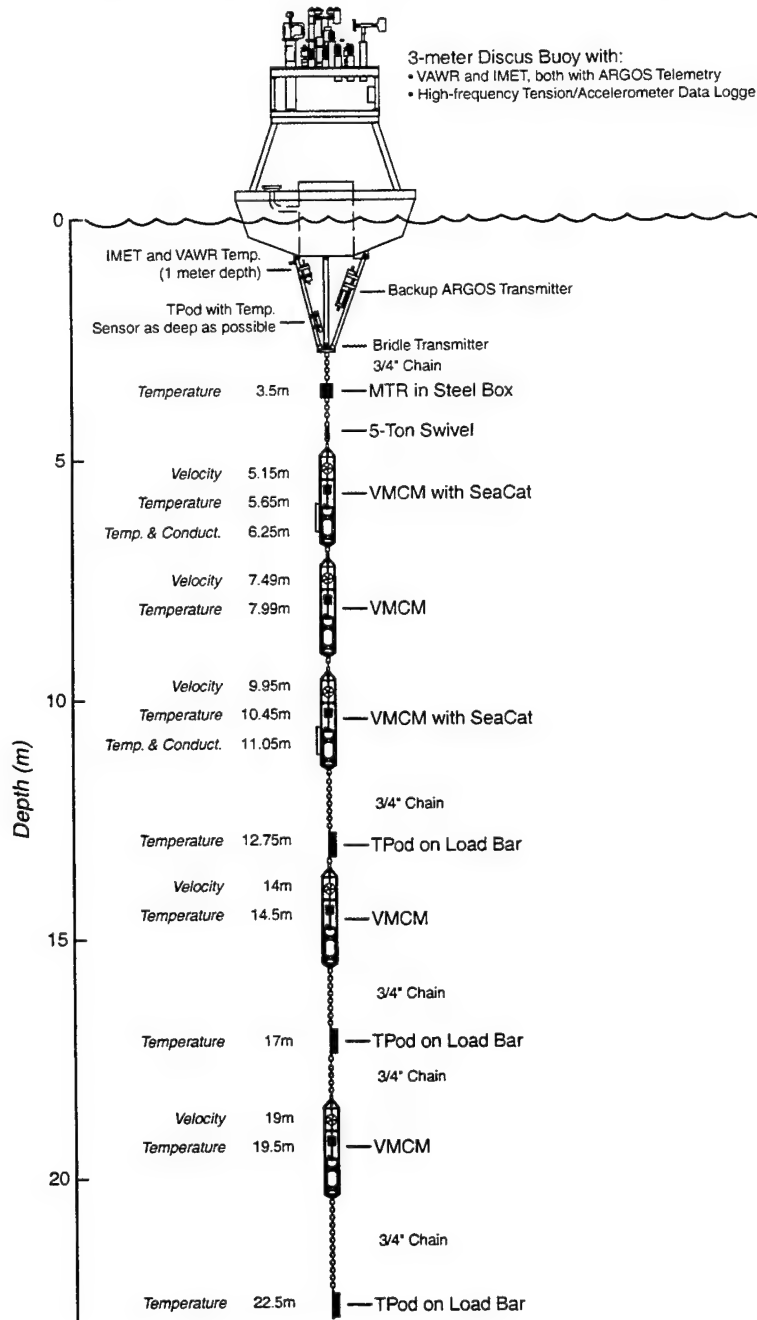 3-meter Discus Buoy with:
• VAWR and IMET, both with ARGOS Telemetry
• High-frequency Tension/Accelerometer Data Logge
0
IMET and VAWR Temp.
(1 meter depth)
Backup ARGOS Transmitter
TPod with Temp.
Sensor as deep as possible
Bridle Transmitter
3/4" Chain
Temperature 3.5m MTR in Steel Box
5-Ton Swivel
5
Velocity 5.15m
VMCM with SeaCat
Temperature 5.65m
Temp. & Conduct. 6.25m
Velocity 7.49m
Temperature 7.99m VMCM
Velocity 9.95m
10
Temperature 10.45m VMCM with SeaCat
Temp. & Conduct. 11.05m
Depth (m)
3/4" Chain
Temperature 12.75m TPod on Load Bar
Velocity 14m
Temperature 14.5m VMCM
15
3/4" Chain
Temperature 17m TPod on Load Bar
3/4" Chain
Velocity 19m
Temperature 19.5m VMCM
20
3/4" Chain
Temperature 22.5m TPod on Load Bar